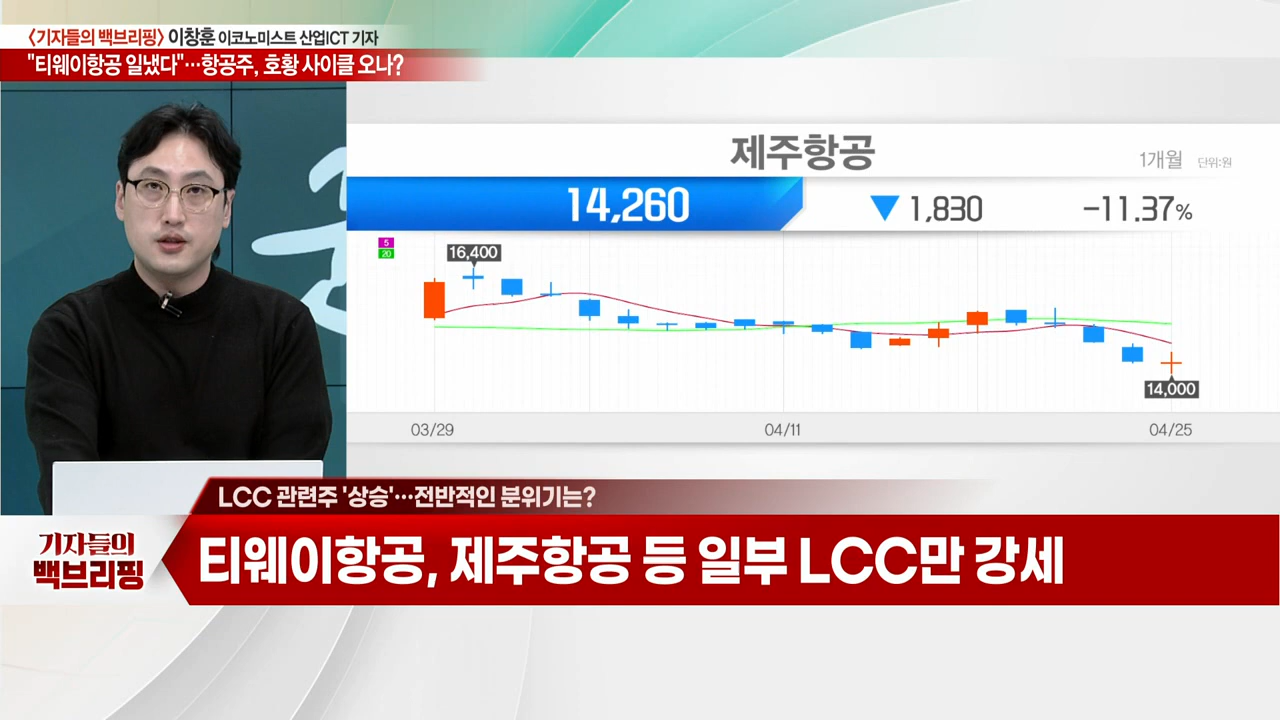 <기자들의 백브리핑> 이창훈 이코노미스트 산업ICT 기자
"티웨이항공 일냈다"…항공주, 호황 사이클 오나?
제주항공
1개월 단위:원
14,260 ▼ 1,830 -11.37%
5
20
16,400
14,000
03/29 04/11 04/25
LCC 관련주 '상승'…전반적인 분위기는?
기자들의
백브리핑
티웨이항공, 제주항공 등 일부 LCC만 강세